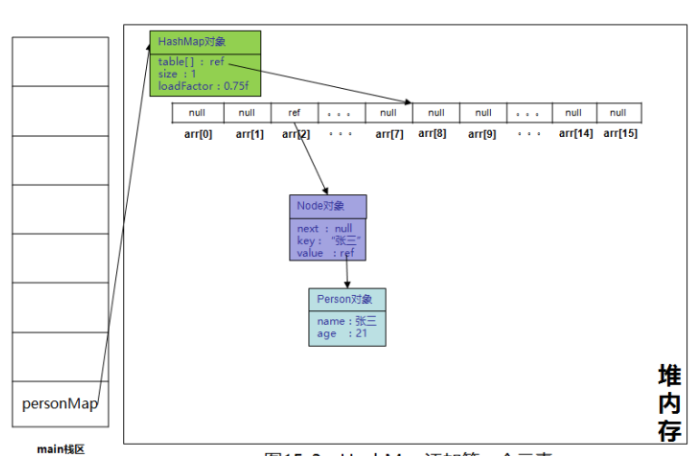 HashMap对象
table[] : ref
size : 1
loadFactor : 0.75f
null null ref 。。。 null null null 。。。 null null
arr[0] arr[1] arr[2] 。。。 arr[7] arr[8] arr[9] 。。。 arr[14] arr[15]
Node对象
next : null
key : "张三"
value : ref
Person对象
name : 张三
age : 21
personMap
堆
内
存
main栈区